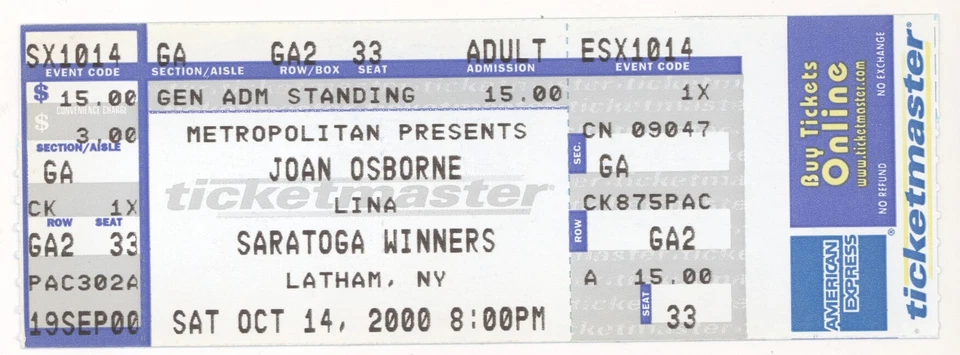 SX1014 GA GA2 33 ADULT ESX1014
EVENT CODE SECTION/AISLE ROW/BOX SEAT ADMISSION EVENT CODE
$ 15.00 GEN ADM STANDING 15.00 1X
CONVENIENCE CHARGE
$ 3.00 METROPOLITAN PRESENTS CN 09047
SECTION/AISLE JOAN OSBORNE SEC.
GA GA
ticketmaster
CK 1X LINA CK875PAC
ROW SEAT
GA2 33 SARATOGA WINNERS ROW GA2
PAC302A LATHAM, NY A 15.00
19SEP00 SAT OCT 14, 2000 8:00PM SEAT 33
Buy Tickets
Online
www.ticketmaster.com
NO REFUND NO EXCHANGE
AMERICAN
EXPRESS
®
ticketmaster